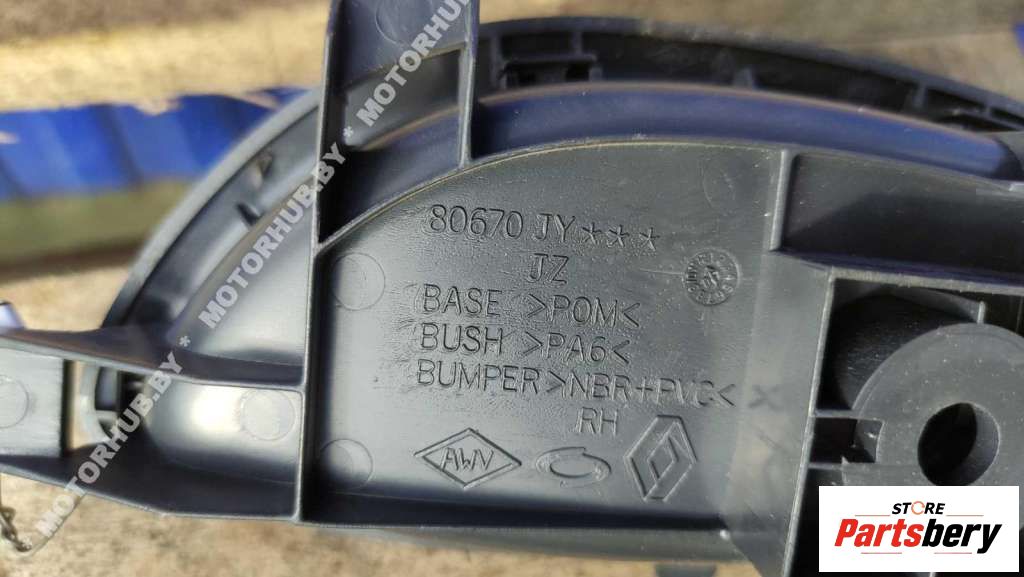 80670 JY***
JZ
BASE >POM<
BUSH >PA6<
BUMPER>NBR+PVC<
RH
AWN
MOTORHUB.BY * MOTORHUB.BY * MOTORHUB
STORE
Partsbery